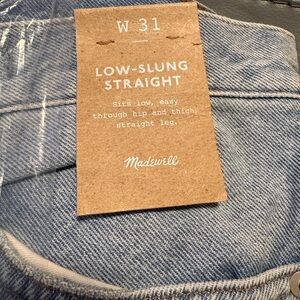 W 31
LOW-SLUNG
STRAIGHT
Sits low, easy
through hip and thigh,
straight leg.
Madewell